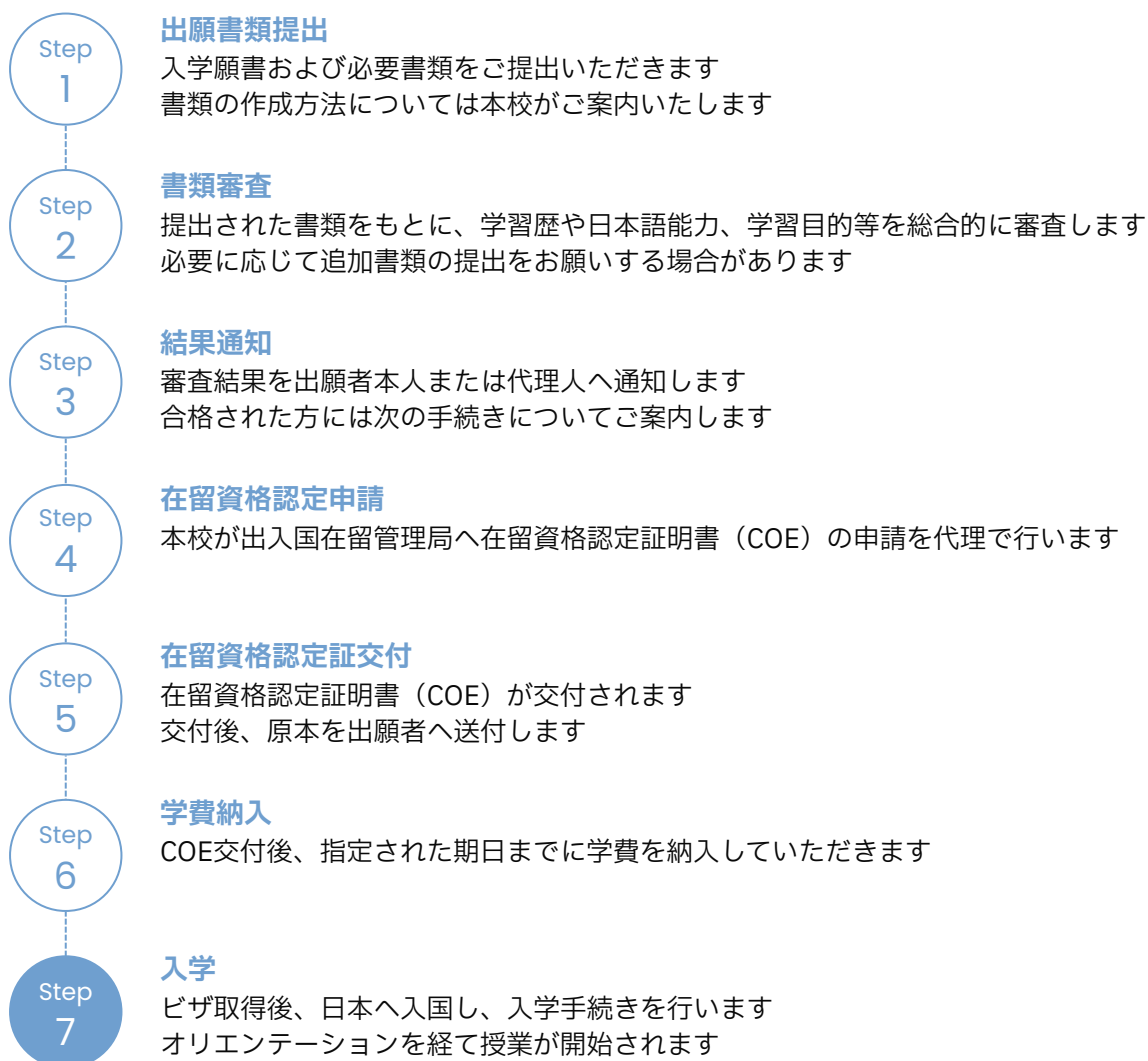 Step
1
出願書類提出
入学願書および必要書類をご提出いただきます
書類の作成方法については本校がご案内いたします
Step
2
書類審査
提出された書類をもとに、学習歴や日本語能力、学習目的等を総合的に審査します
必要に応じて追加書類の提出をお願いする場合があります
Step
3
結果通知
審査結果を出願者本人または代理人へ通知します
合格された方には次の手続きについてご案内します
Step
4
在留資格認定申請
本校が出入国在留管理局へ在留資格認定証明書（COE）の申請を代理で行います
Step
5
在留資格認定証交付
在留資格認定証明書（COE）が交付されます
交付後、原本を出願者へ送付します
Step
6
学費納入
COE交付後、指定された期日までに学費を納入していただきます
Step
7
入学
ビザ取得後、日本へ入国し、入学手続きを行います
オリエンテーションを経て授業が開始されます